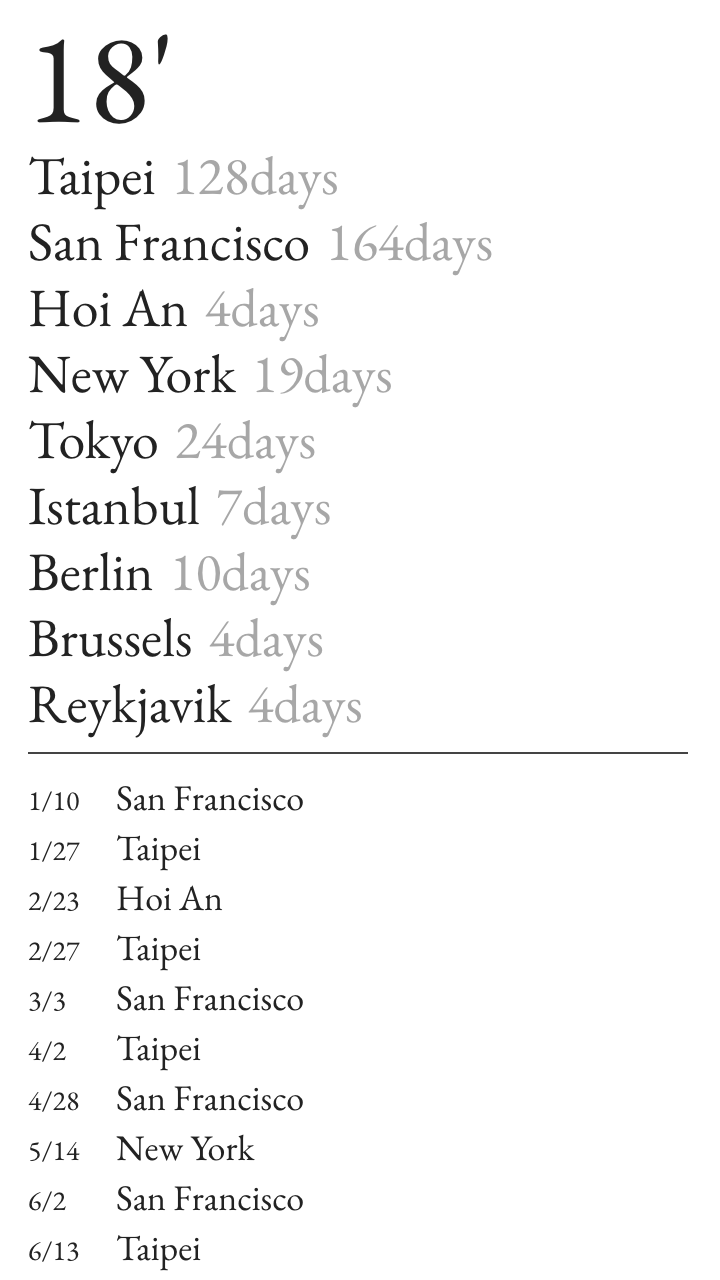 18'
Taipei 128days
San Francisco 164days
Hoi An 4days
New York 19days
Tokyo 24days
Istanbul 7days
Berlin 10days
Brussels 4days
Reykjavik 4days
1/10 San Francisco
1/27 Taipei
2/23 Hoi An
2/27 Taipei
3/3 San Francisco
4/2 Taipei
4/28 San Francisco
5/14 New York
6/2 San Francisco
6/13 Taipei